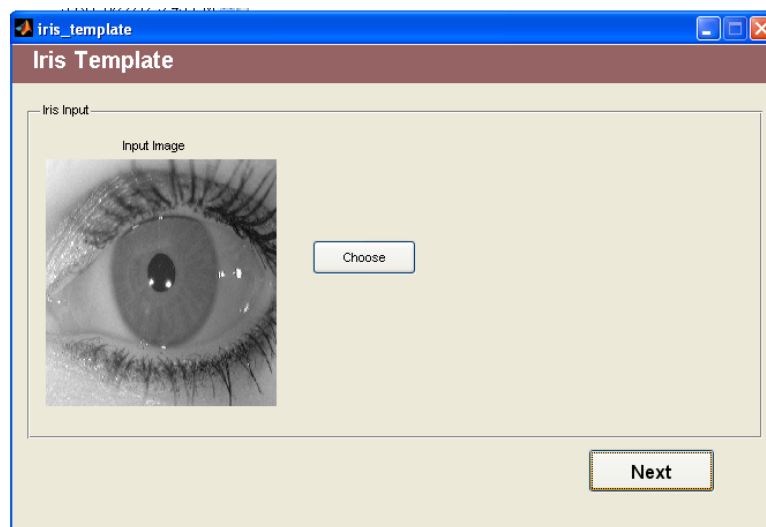 iris_template
Iris Template
Iris Input
Input Image
Choose
Next